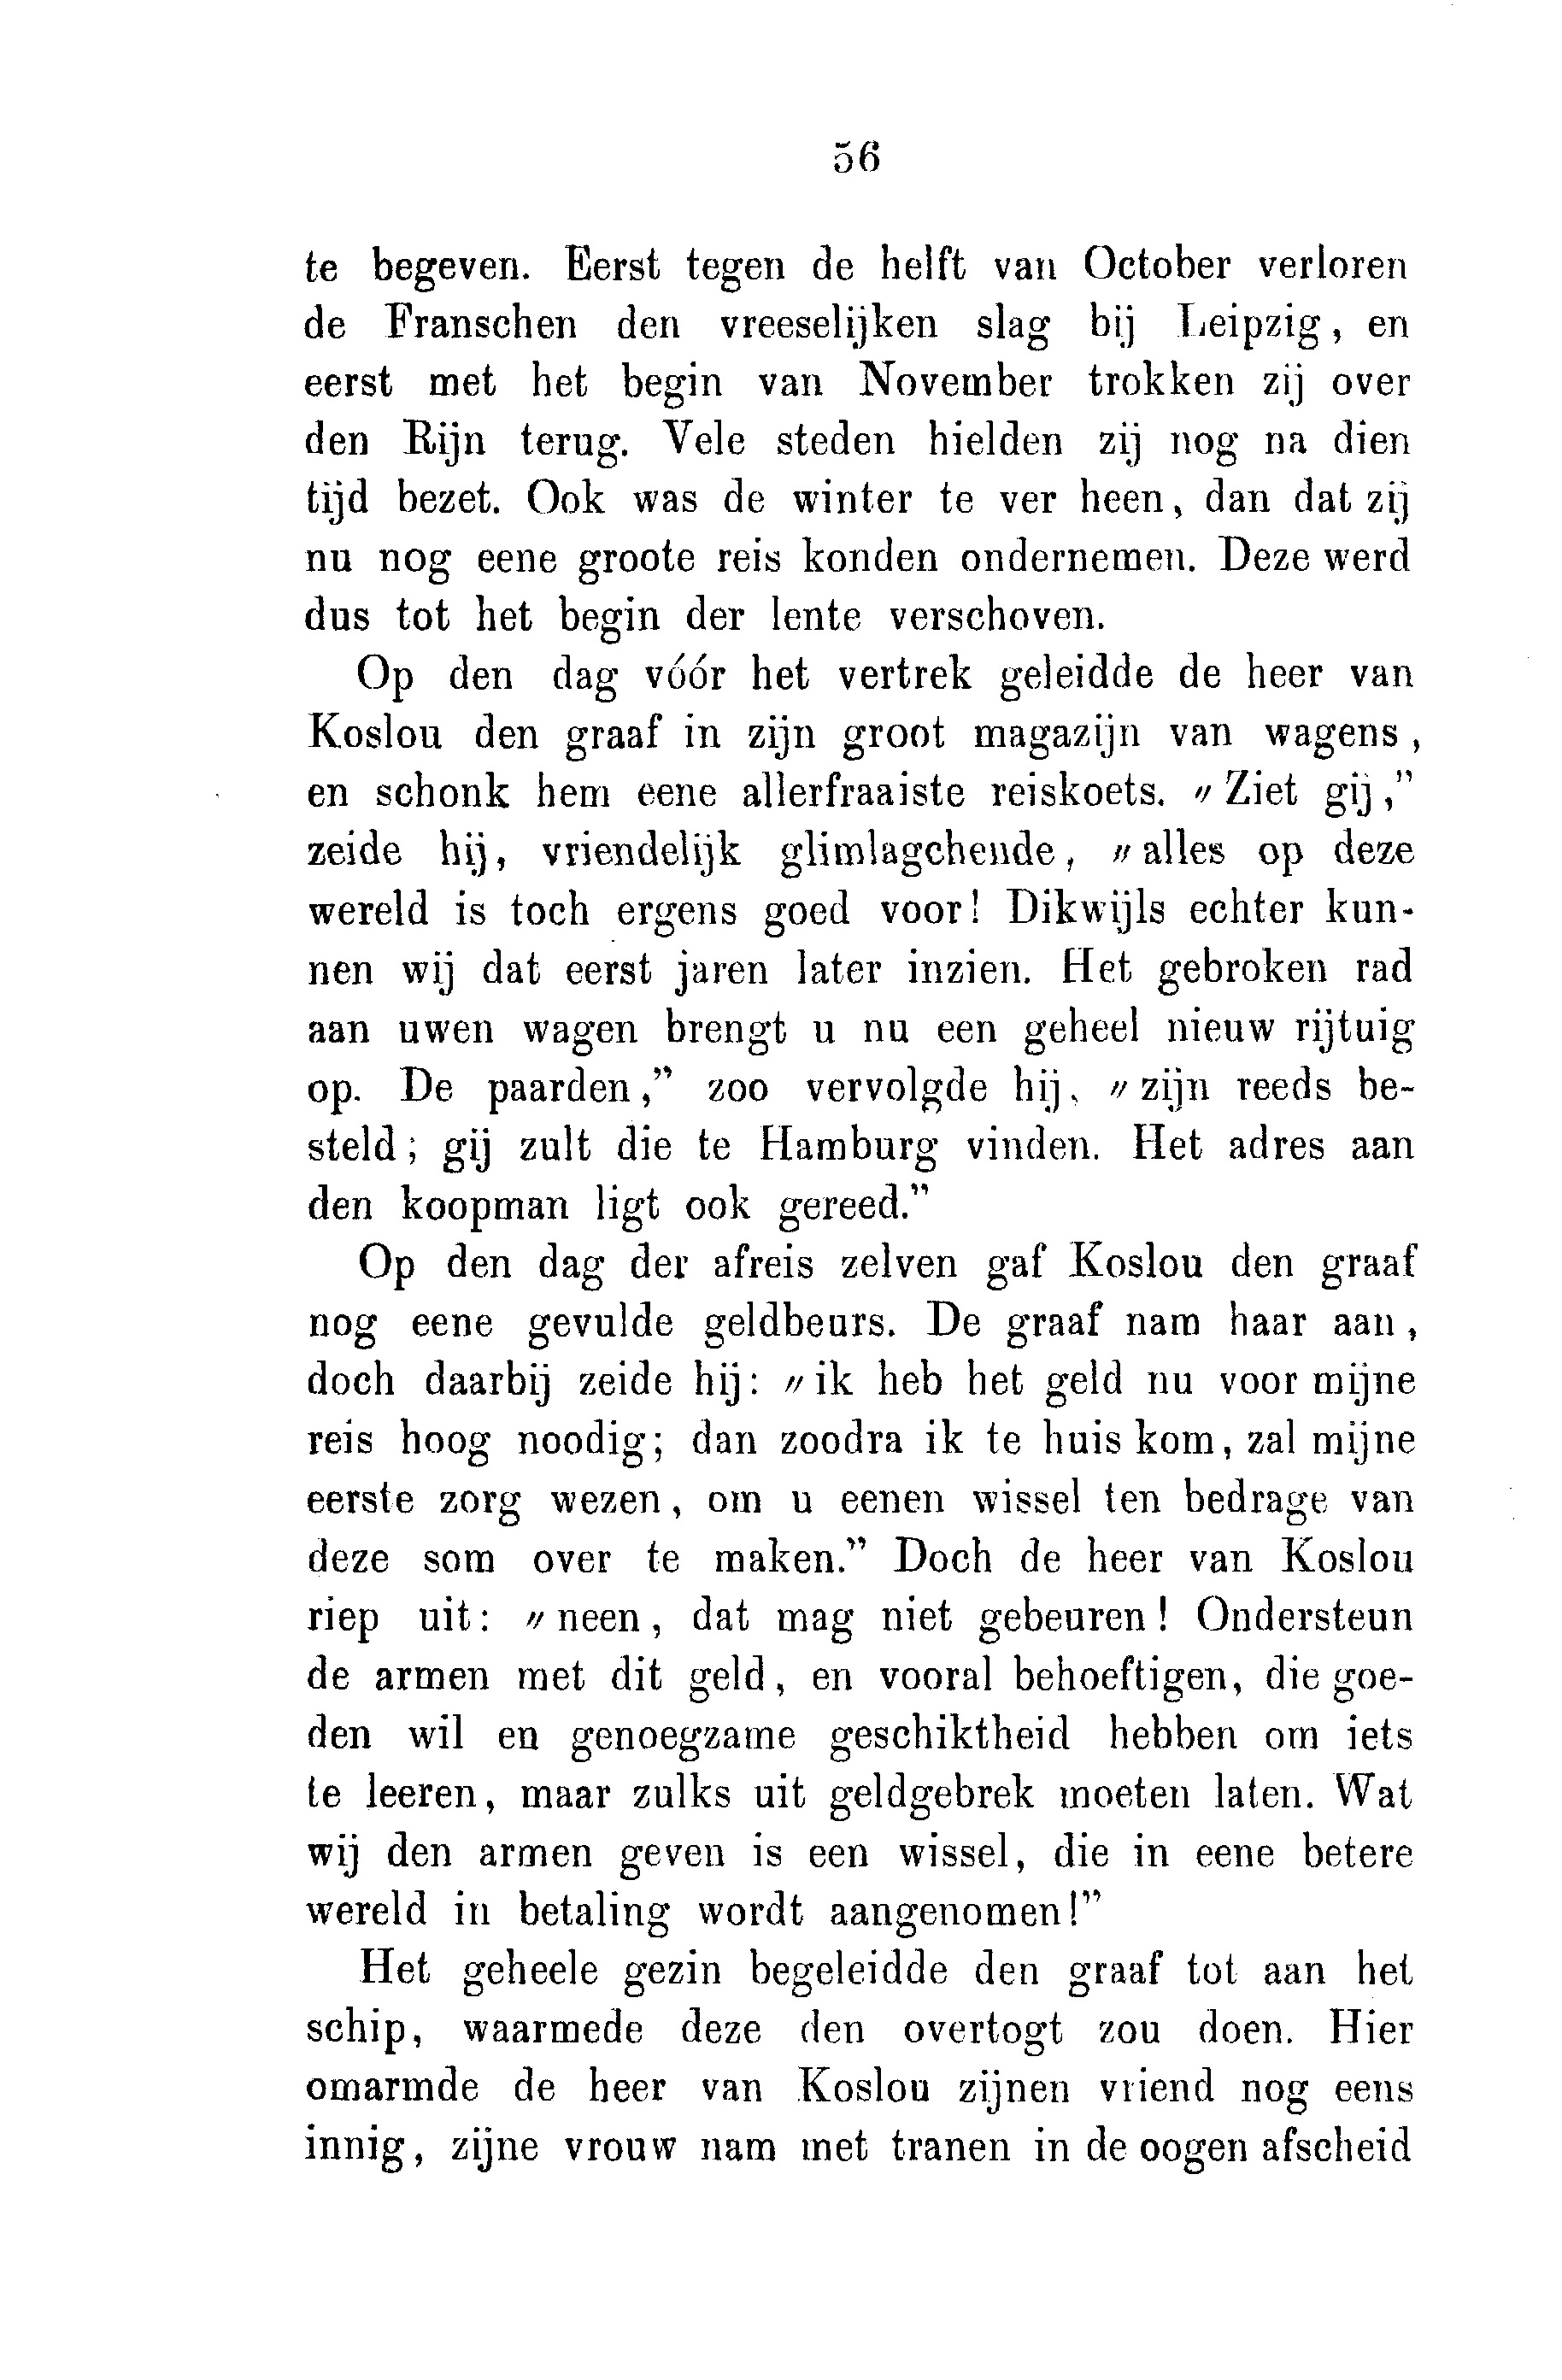 56
te begeven. Eerst tegen de helft van October verloren
de Franschen den vreeselijken slag bij Leipzig, en
eerst met het begin van November trokken zij over
den Rijn terug. Vele steden hielden zij nog na dien
tijd bezet. Ook was de winter te ver heen, dan dat zij
nu nog eene groote reis konden ondernemen. Deze werd
dus tot het begin der lente verschoven.
Op den dag vóór het vertrek geleidde de heer van
Koslou den graaf in zijn groot magazijn van wagens,
en schonk hem eene allerfraaiste reiskoets. „Ziet gij,”
zeide hij, vriendelijk glimlagchende, „alles op deze
wereld is toch ergens goed voor! Dikwijls echter kun-
nen wij dat eerst jaren later inzien. Het gebroken rad
aan uwen wagen brengt u nu een geheel nieuw rijtuig
op. De paarden,” zoo vervolgde hij, „zijn reeds be-
steld; gij zult die te Hamburg vinden. Het adres aan
den koopman ligt ook gereed.”
Op den dag der afreis zelven gaf Koslou den graaf
nog eene gevulde geldbeurs. De graaf nam haar aan,
doch daarbij zeide hij: „ik heb het geld nu voor mijne
reis hoog noodig; dan zoodra ik te huis kom, zal mijne
eerste zorg wezen, om u eenen wissel ten bedrage van
deze som over te maken.” Doch de heer van Koslou
riep uit: „neen, dat mag niet gebeuren! Ondersteun
de armen met dit geld, en vooral behoeftigen, die goe-
den wil en genoegzame geschiktheid hebben om iets
te leeren, maar zulks uit geldgebrek moeten laten. Wat
wij den armen geven is een wissel, die in eene betere
wereld in betaling wordt aangenomen!”
Het geheele gezin begeleidde den graaf tot aan het
schip, waarmede deze den overtogt zou doen. Hier
omarmde de heer van Koslou zijnen vriend nog eens
innig, zijne vrouw nam met tranen in de oogen afscheid